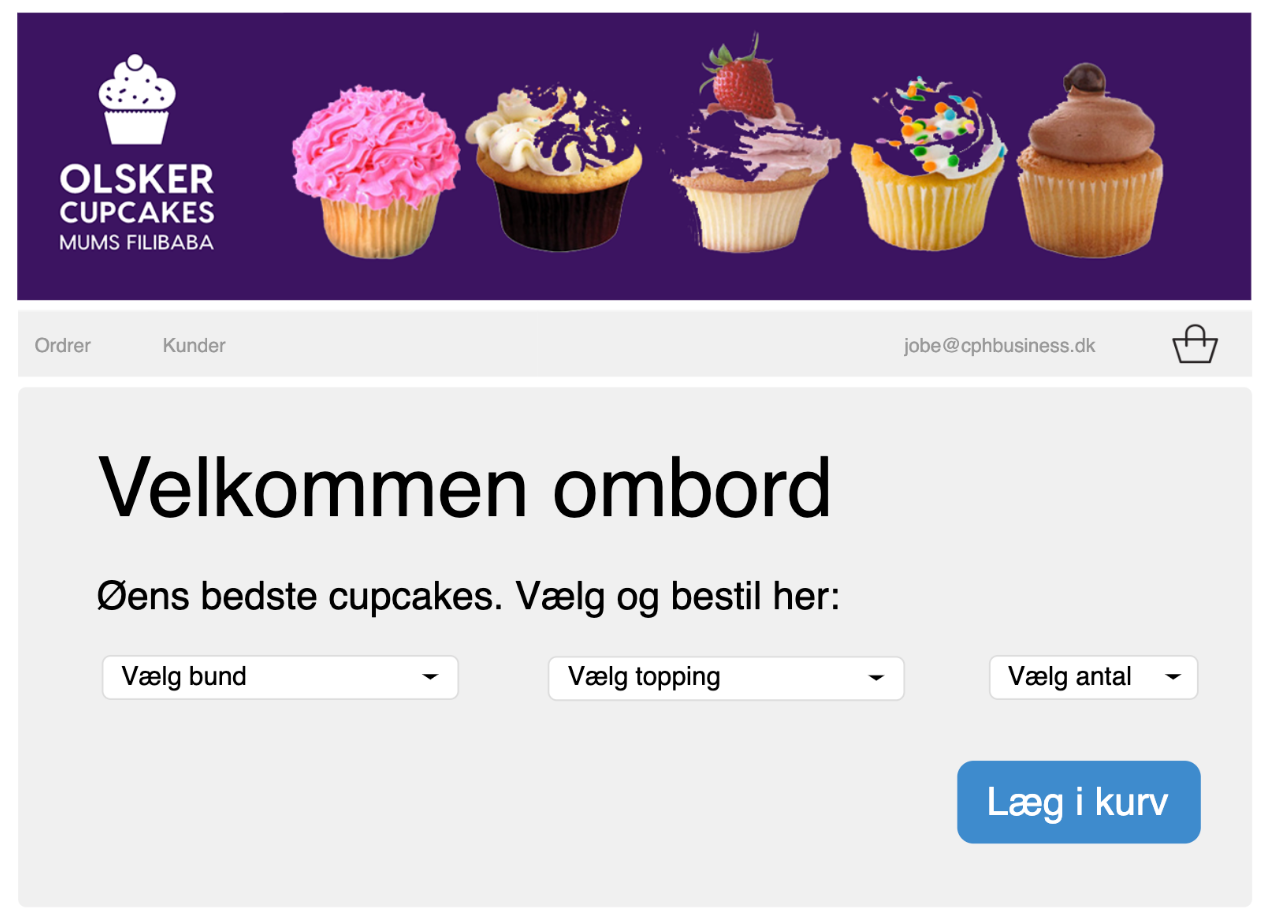 OLSKER
CUPCAKES
MUMS FILIBABA
Ordrer Kunder jobe@cphbusiness.dk
Velkommen ombord
Øens bedste cupcakes. Vælg og bestil her:
Vælg bund Vælg topping Vælg antal
Læg i kurv